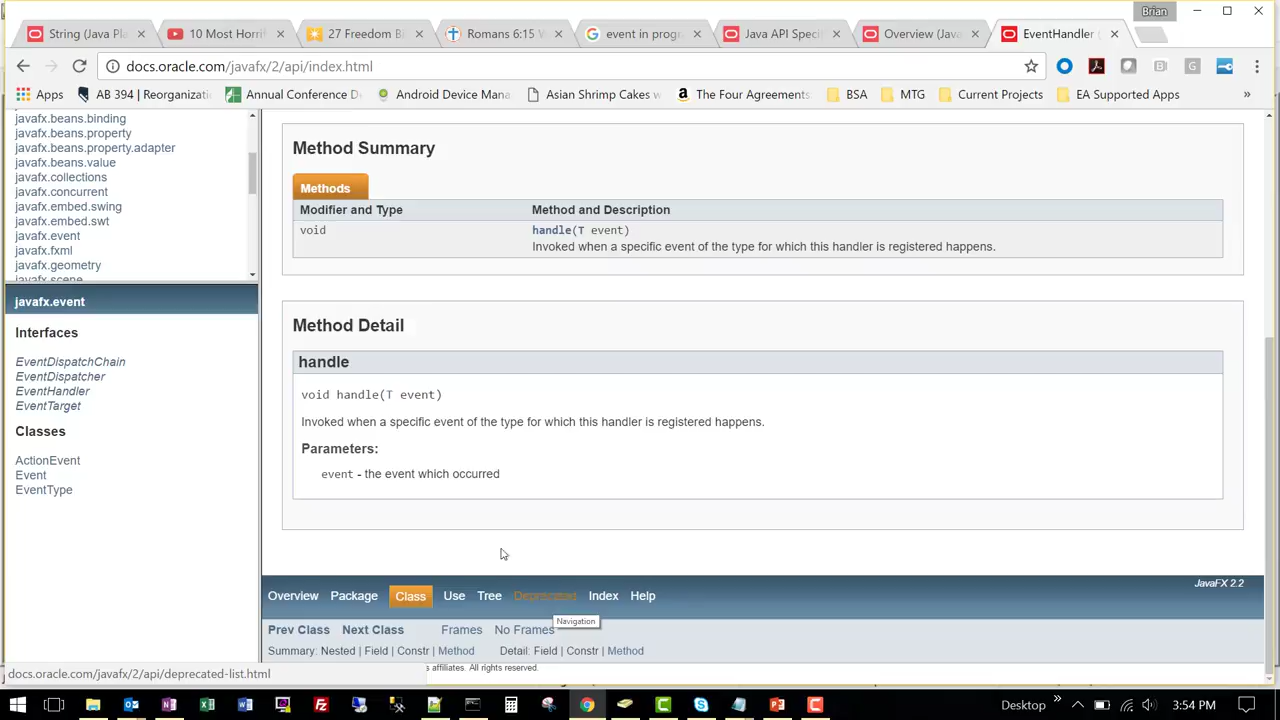 Brian
String (Java Pla
10 Most Horri
27 Freedom B
Romans 6:15 V
event in progr
Java API Speci
Overview (Java
EventHandler (
docs.oracle.com/javafx/2/api/index.html
Apps
AB 394 | Reorganizati
Annual Conference D
Android Device Mana
Asian Shrimp Cakes w
The Four Agreements
BSA
MTG
Current Projects
EA Supported Apps
»
javafx.beans.binding
javafx.beans.property
javafx.beans.property.adapter
javafx.beans.value
javafx.collections
javafx.concurrent
javafx.embed.swing
javafx.embed.swt
javafx.event
javafx.fxml
javafx.geometry
javafx.scene
javafx.event
Interfaces
EventDispatchChain
EventDispatcher
EventHandler
EventTarget
Classes
ActionEvent
Event
EventType
Method Summary
Methods
Modifier and Type Method and Description
void handle(T event)
Invoked when a specific event of the type for which this handler is registered happens.
Method Detail
handle
void handle(T event)
Invoked when a specific event of the type for which this handler is registered happens.
Parameters:
event - the event which occurred
Overview Package Class Use Tree Deprecated Index Help
JavaFX 2.2
Navigation
Prev Class Next Class Frames No Frames
Summary: Nested | Field | Constr | Method Detail: Field | Constr | Method
s affiliates. All rights reserved.
docs.oracle.com/javafx/2/api/deprecated-list.html
Desktop
»
3:54 PM